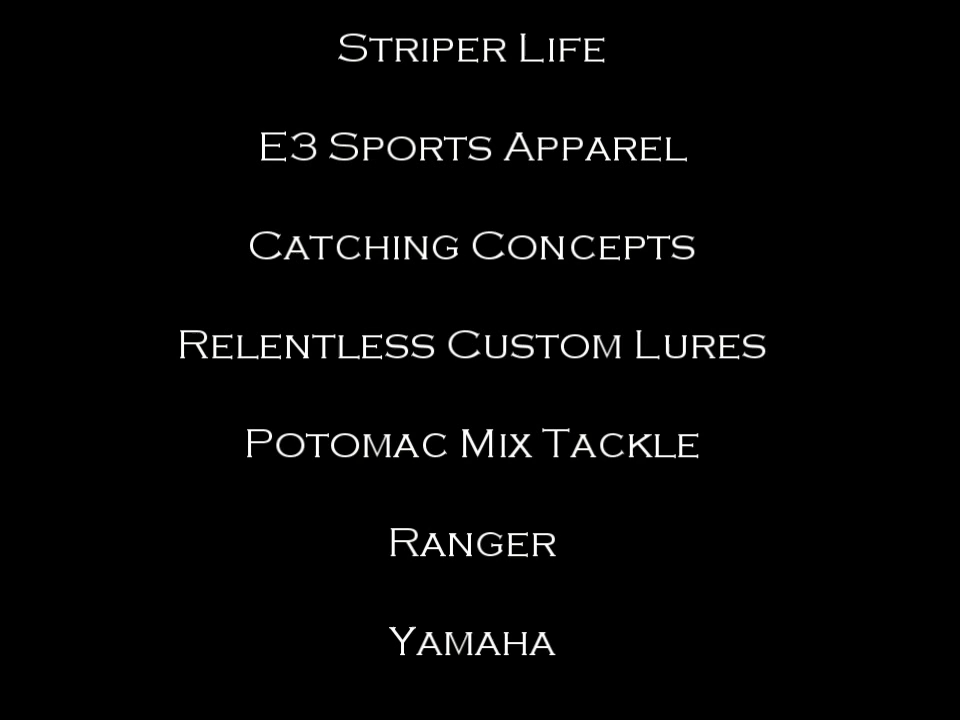 Striper Life
E3 Sports Apparel
Catching Concepts
Relentless Custom Lures
Potomac Mix Tackle
Ranger
Yamaha